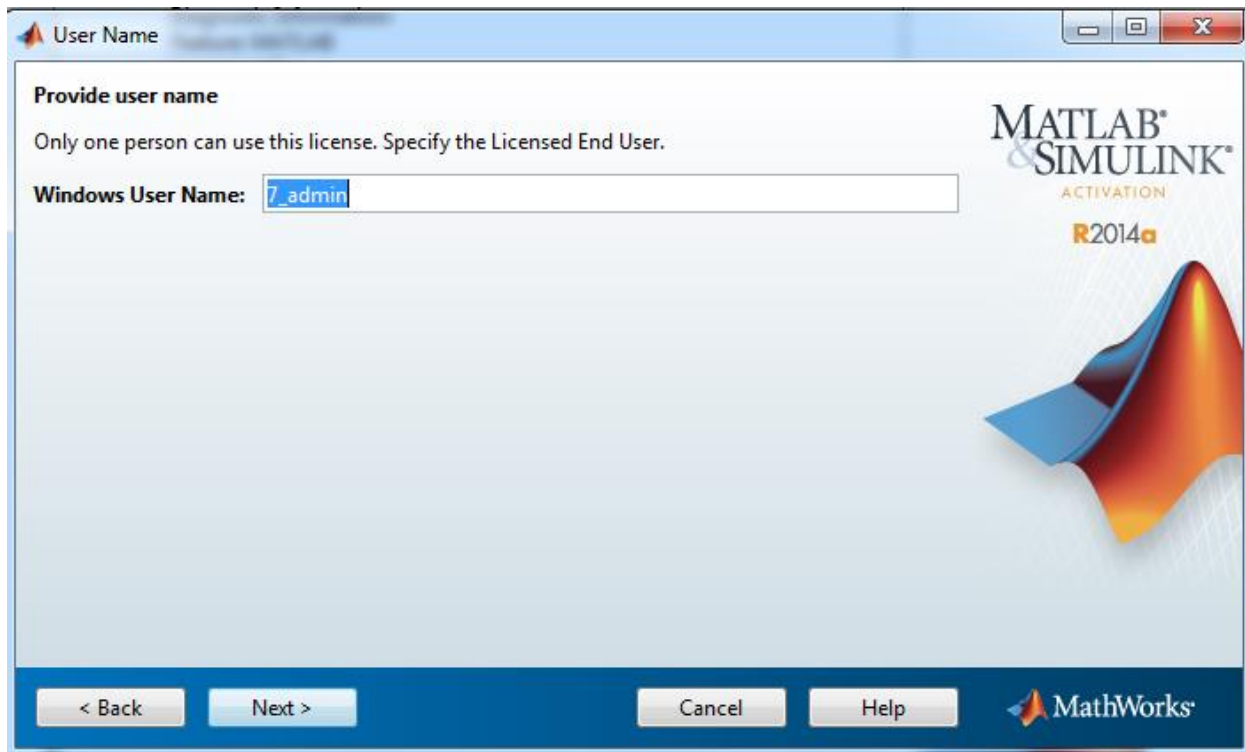 User Name
Provide user name
Only one person can use this license. Specify the Licensed End User.
Windows User Name: 7_admin
MATLAB®
&SIMULINK®
ACTIVATION
R2014a
< Back
Next >
Cancel
Help
MathWorks®